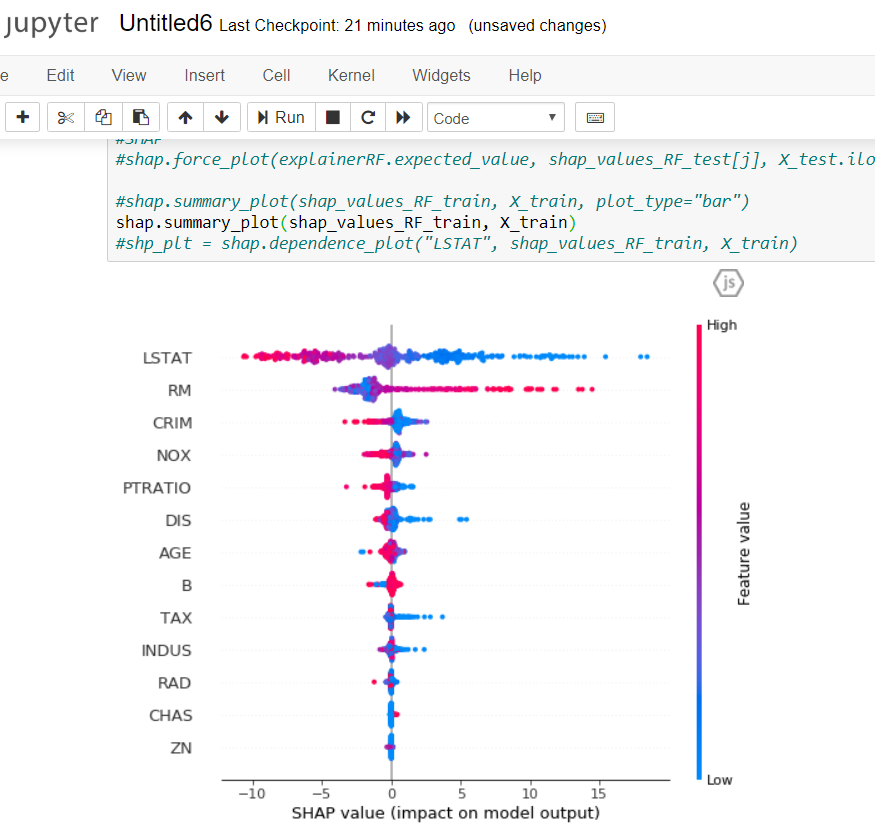 jupyter Untitled6 Last Checkpoint: 21 minutes ago (unsaved changes)
e Edit View Insert Cell Kernel Widgets Help
Run Code
#SHAP
#shap.force_plot(explainerRF.expected_value, shap_values_RF_test[j], X_test.ilo
#shap.summary_plot(shap_values_RF_train, X_train, plot_type="bar")
shap.summary_plot(shap_values_RF_train, X_train)
#shp_plt = shap.dependence_plot("LSTAT", shap_values_RF_train, X_train)
js
High
LSTAT
RM
CRIM
NOX
PTRATIO
DIS
AGE
B
TAX
INDUS
RAD
CHAS
ZN
Feature value
Low
−10 −5 0 5 10 15
SHAP value (impact on model output)